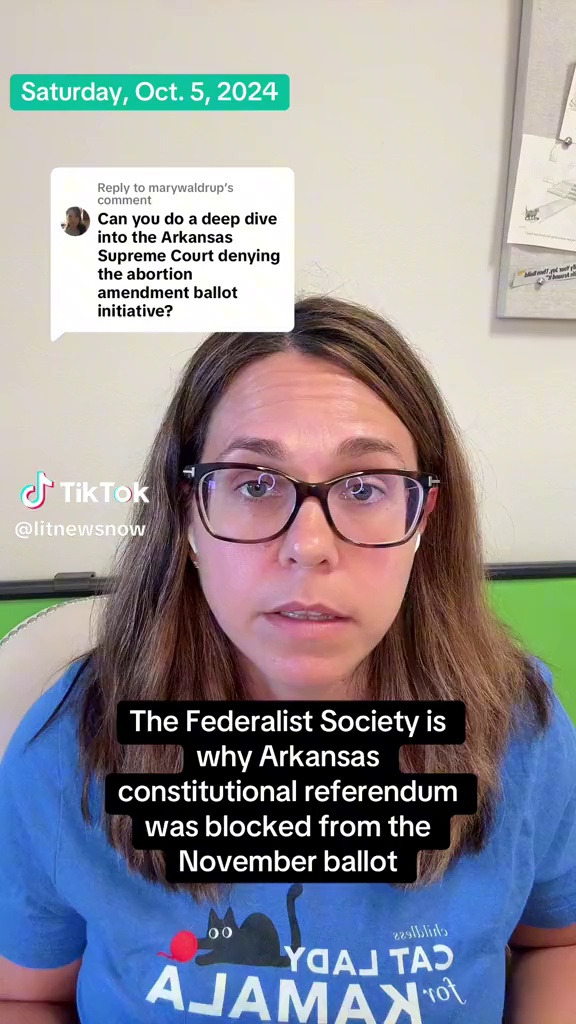 Saturday, Oct. 5, 2024
Reply to marywaldrup's
comment
Can you do a deep dive
into the Arkansas
Supreme Court denying
the abortion
amendment ballot
initiative?
TikTok
@litnewsnow
The Federalist Society is
why Arkansas
constitutional referendum
was blocked from the
November ballot
childless
CAT LADY
for KAMALA